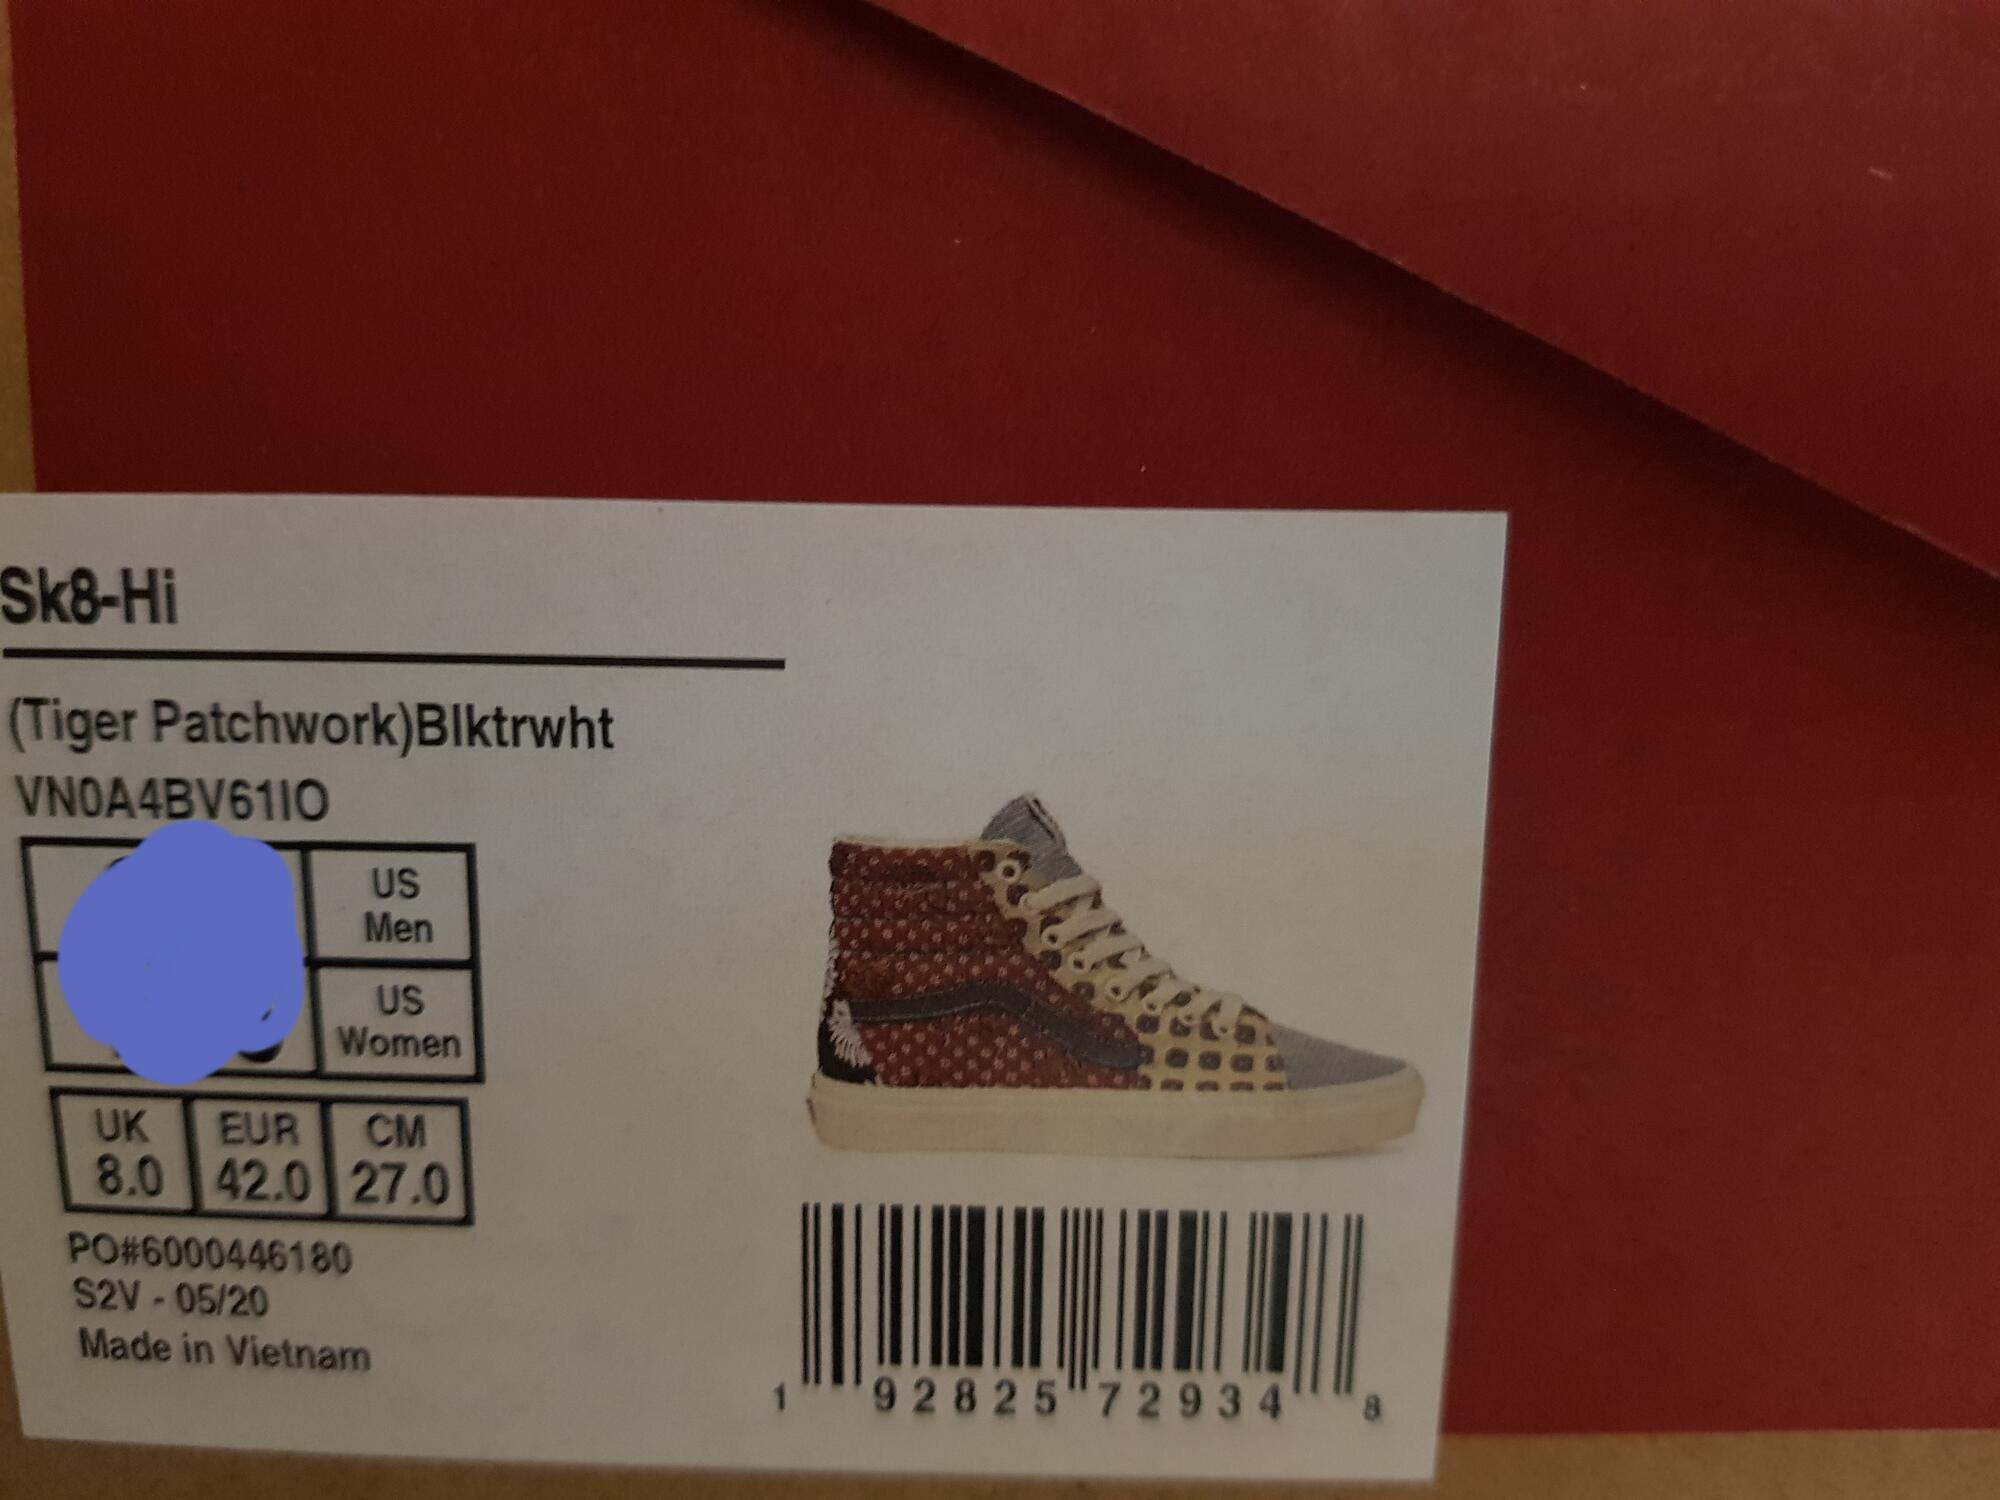 Sk8-Hi
(Tiger Patchwork)Blktrwht
VN0A4BV61IO
US
Men
US
Women
UK EUR CM
8.0 42.0 27.0
PO#6000446180
S2V - 05/20
Made in Vietnam
1 92825 72934 8